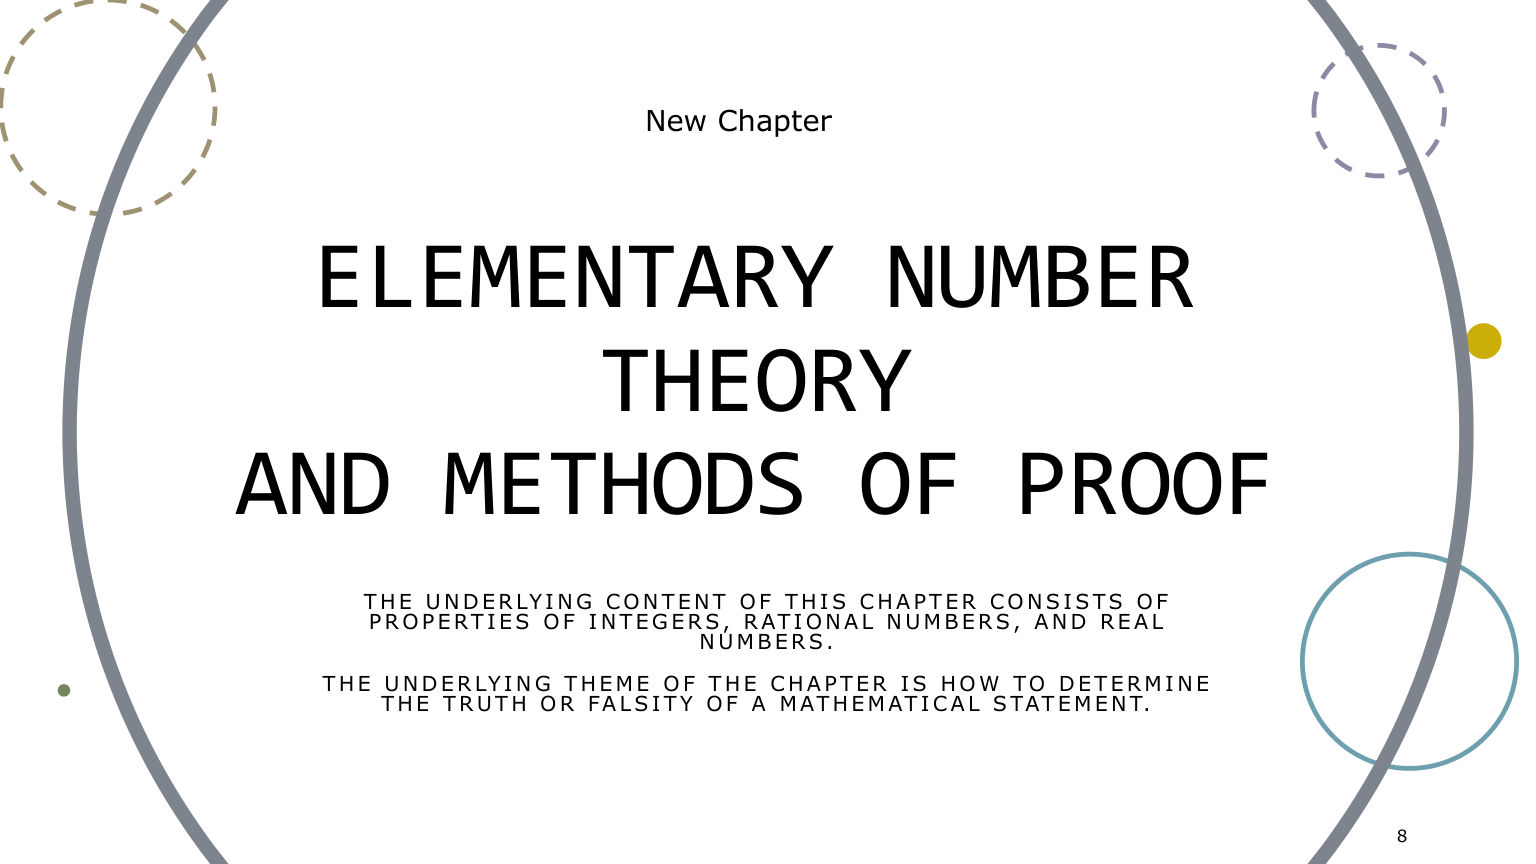 New Chapter
ELEMENTARY NUMBER
THEORY
AND METHODS OF PROOF
THE UNDERLYING CONTENT OF THIS CHAPTER CONSISTS OF
PROPERTIES OF INTEGERS, RATIONAL NUMBERS, AND REAL
NUMBERS.
THE UNDERLYING THEME OF THE CHAPTER IS HOW TO DETERMINE
THE TRUTH OR FALSITY OF A MATHEMATICAL STATEMENT.
8